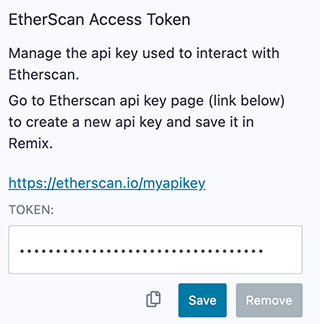 EtherScan Access Token
Manage the api key used to interact with
Etherscan.
Go to Etherscan api key page (link below)
to create a new api key and save it in
Remix.
https://etherscan.io/myapikey
TOKEN:
••••••••••••••••••••••••••••••••••
Save
Remove